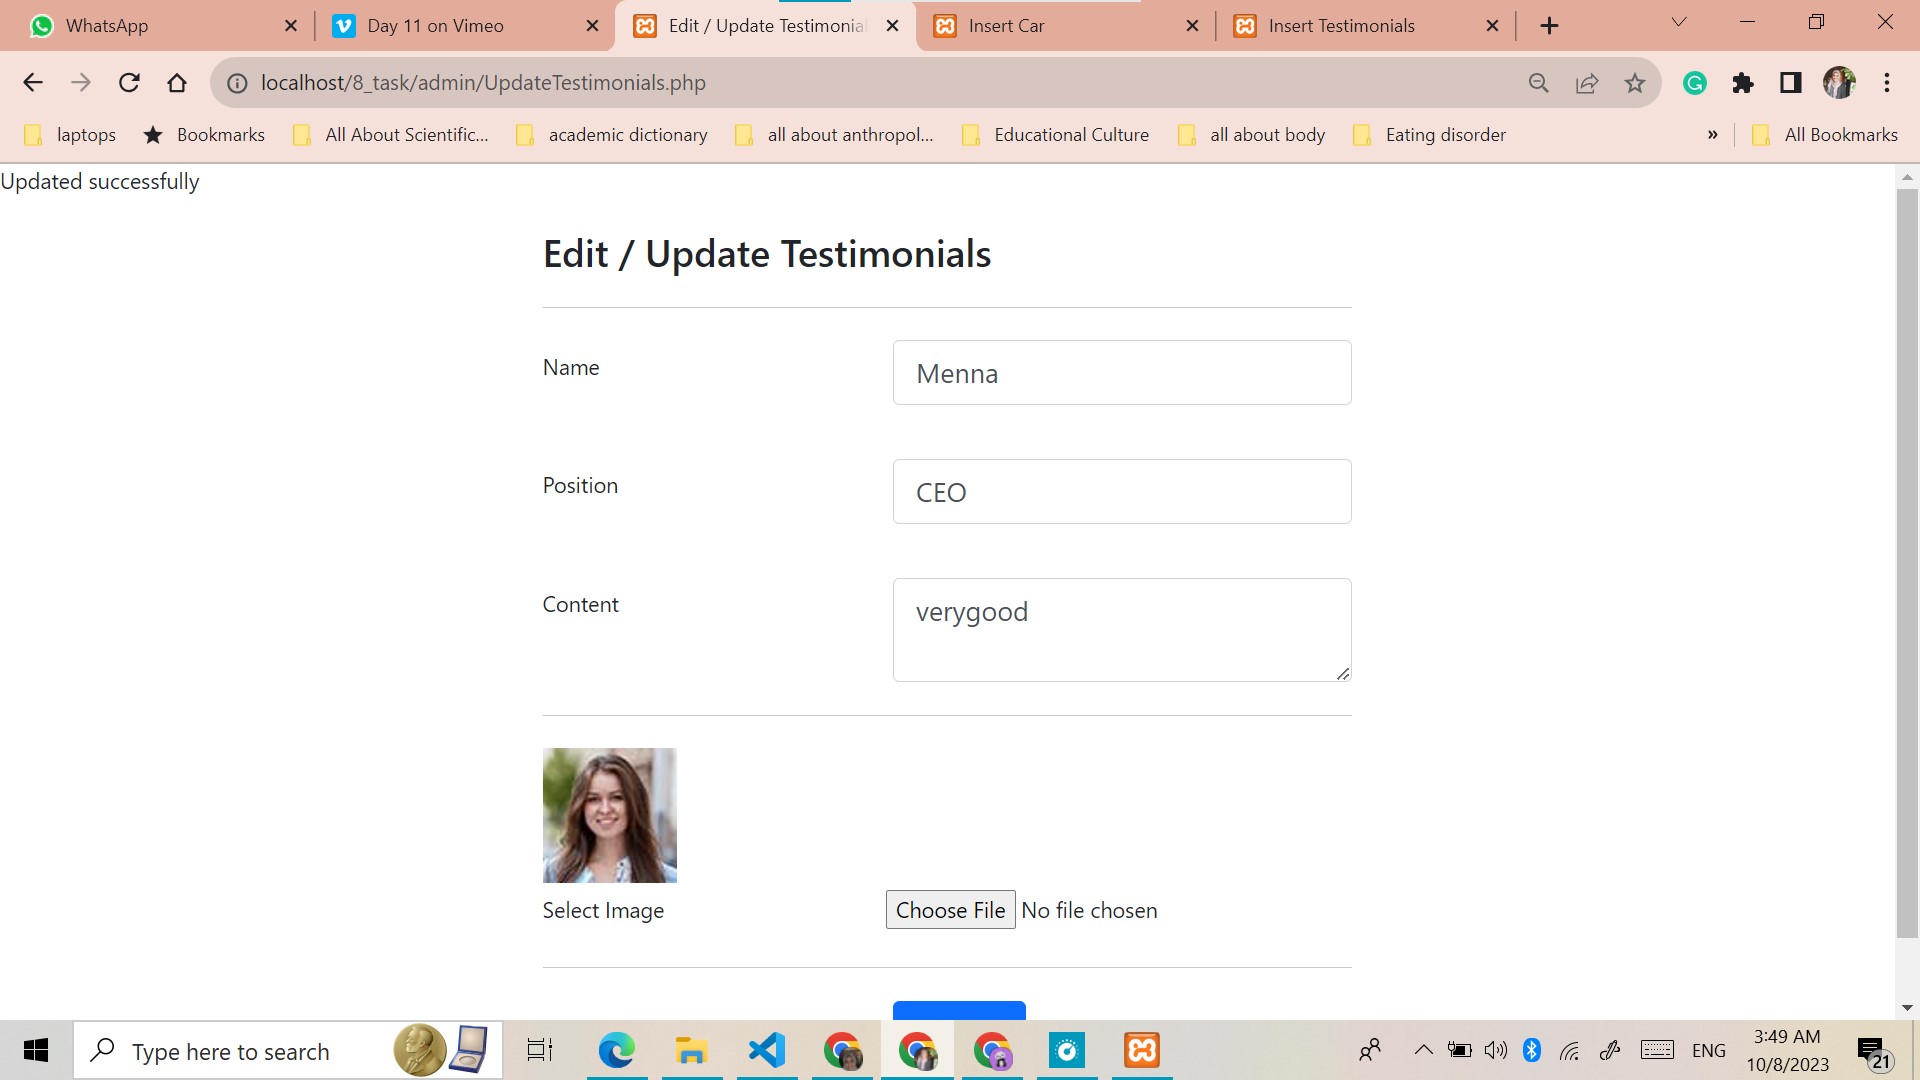 WhatsApp
Day 11 on Vimeo
Edit / Update Testimonial
Insert Car
Insert Testimonials
localhost/8_task/admin/UpdateTestimonials.php
laptops
Bookmarks
All About Scientific...
academic dictionary
all about anthropol...
Educational Culture
all about body
Eating disorder
»
All Bookmarks
Updated successfully
Edit / Update Testimonials
Name
Menna
Position
CEO
Content
verygood
Select Image
Choose File No file chosen
Type here to search
ENG
3:49 AM
10/8/2023
21